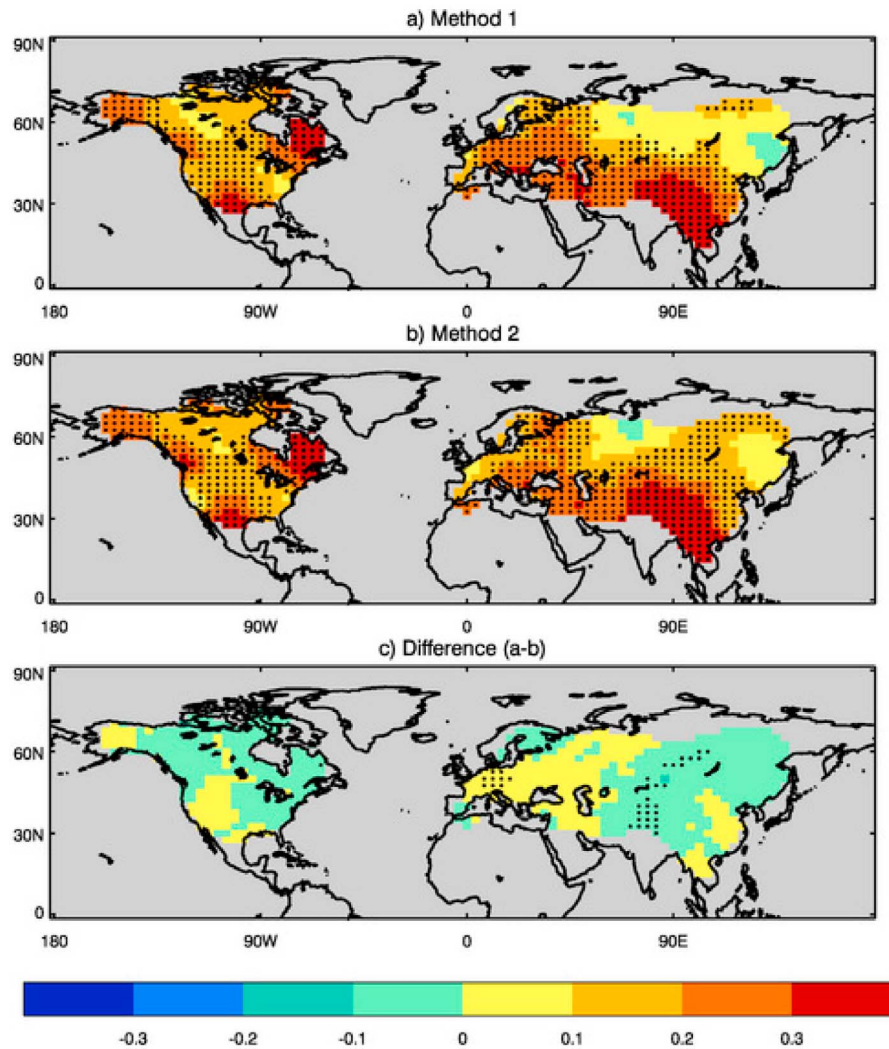 a) Method 1
90N
60N
30N
0
180 90W 0 90E
b) Method 2
90N
60N
30N
0
180 90W 0 90E
c) Difference (a-b)
90N
60N
30N
0
180 90W 0 90E
-0.3 -0.2 -0.1 0 0.1 0.2 0.3